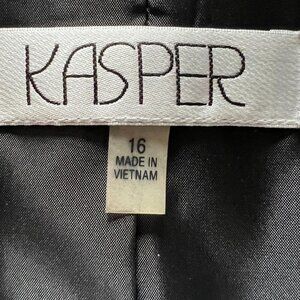 KASPER
16
MADE IN
VIETNAM